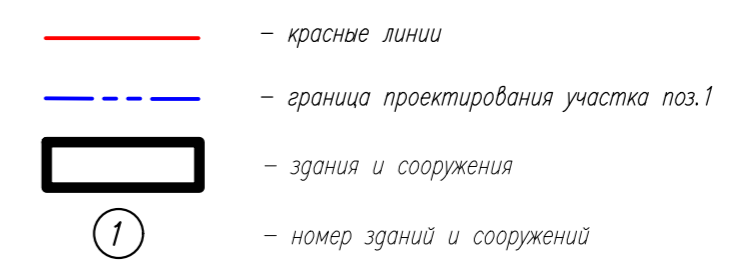 – красные линии
– граница проектирования участка поз.1
– здания и сооружения
1 – номер зданий и сооружений